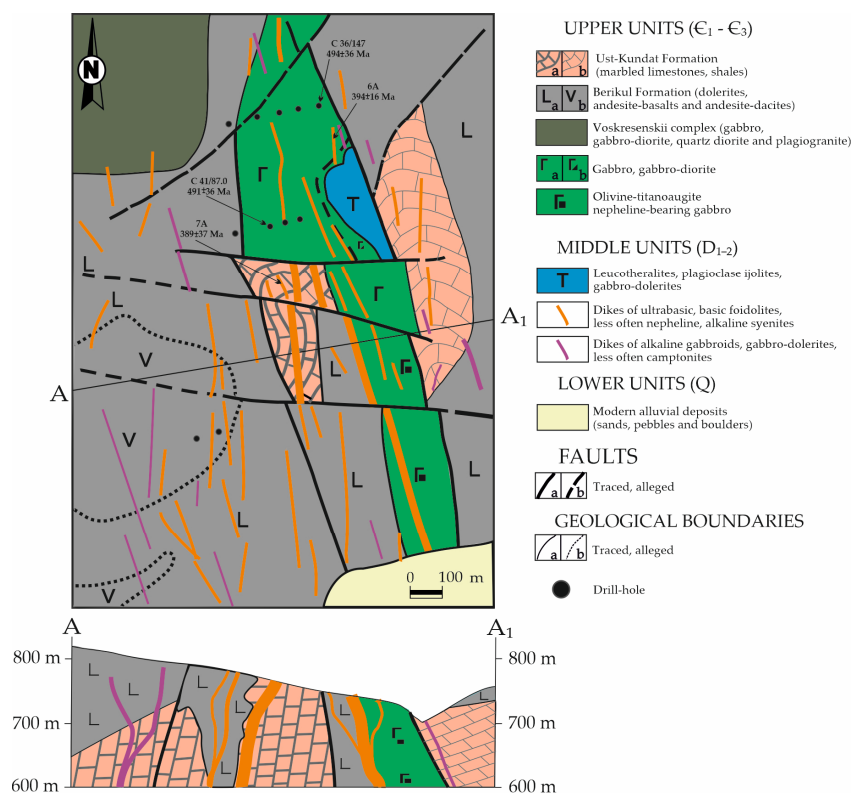 N
C 36/147
494±36 Ma
6A
394±16 Ma
L
Γ
C 41/87.0
491±36 Ma
T
7A
389±37 Ma
Γ
L
L
Γ
A₁
V
Γ
L
A
V
L
L
Γ
L
L
0 100 m
V
UPPER UNITS (Є₁ - Є₃)
a b Ust-Kundat Formation
(marbled limestones, shales)
L a V b Berikul Formation (dolerites,
andesite-basalts and andesite-dacites)
Voskresenskii complex (gabbro,
gabbro-diorite, quartz diorite and plagiogranite)
Γ a Γ b Gabbro, gabbro-diorite
Γ Olivine-titanoaugite
nepheline-bearing gabbro
MIDDLE UNITS (D₁₋₂)
T Leucotheralites, plagioclase ijolites,
gabbro-dolerites
Dikes of ultrabasic, basic foidolites,
less often nepheline, alkaline syenites
Dikes of alkaline gabbroids, gabbro-dolerites,
less often camptonites
LOWER UNITS (Q)
Modern alluvial deposits
(sands, pebbles and boulders)
FAULTS
a b Traced, alleged
GEOLOGICAL BOUNDARIES
a b Traced, alleged
Drill-hole
A A₁
800 m 800 m
L L L L
L L
700 m L 700 m
Γ
L Γ
600 m 600 m